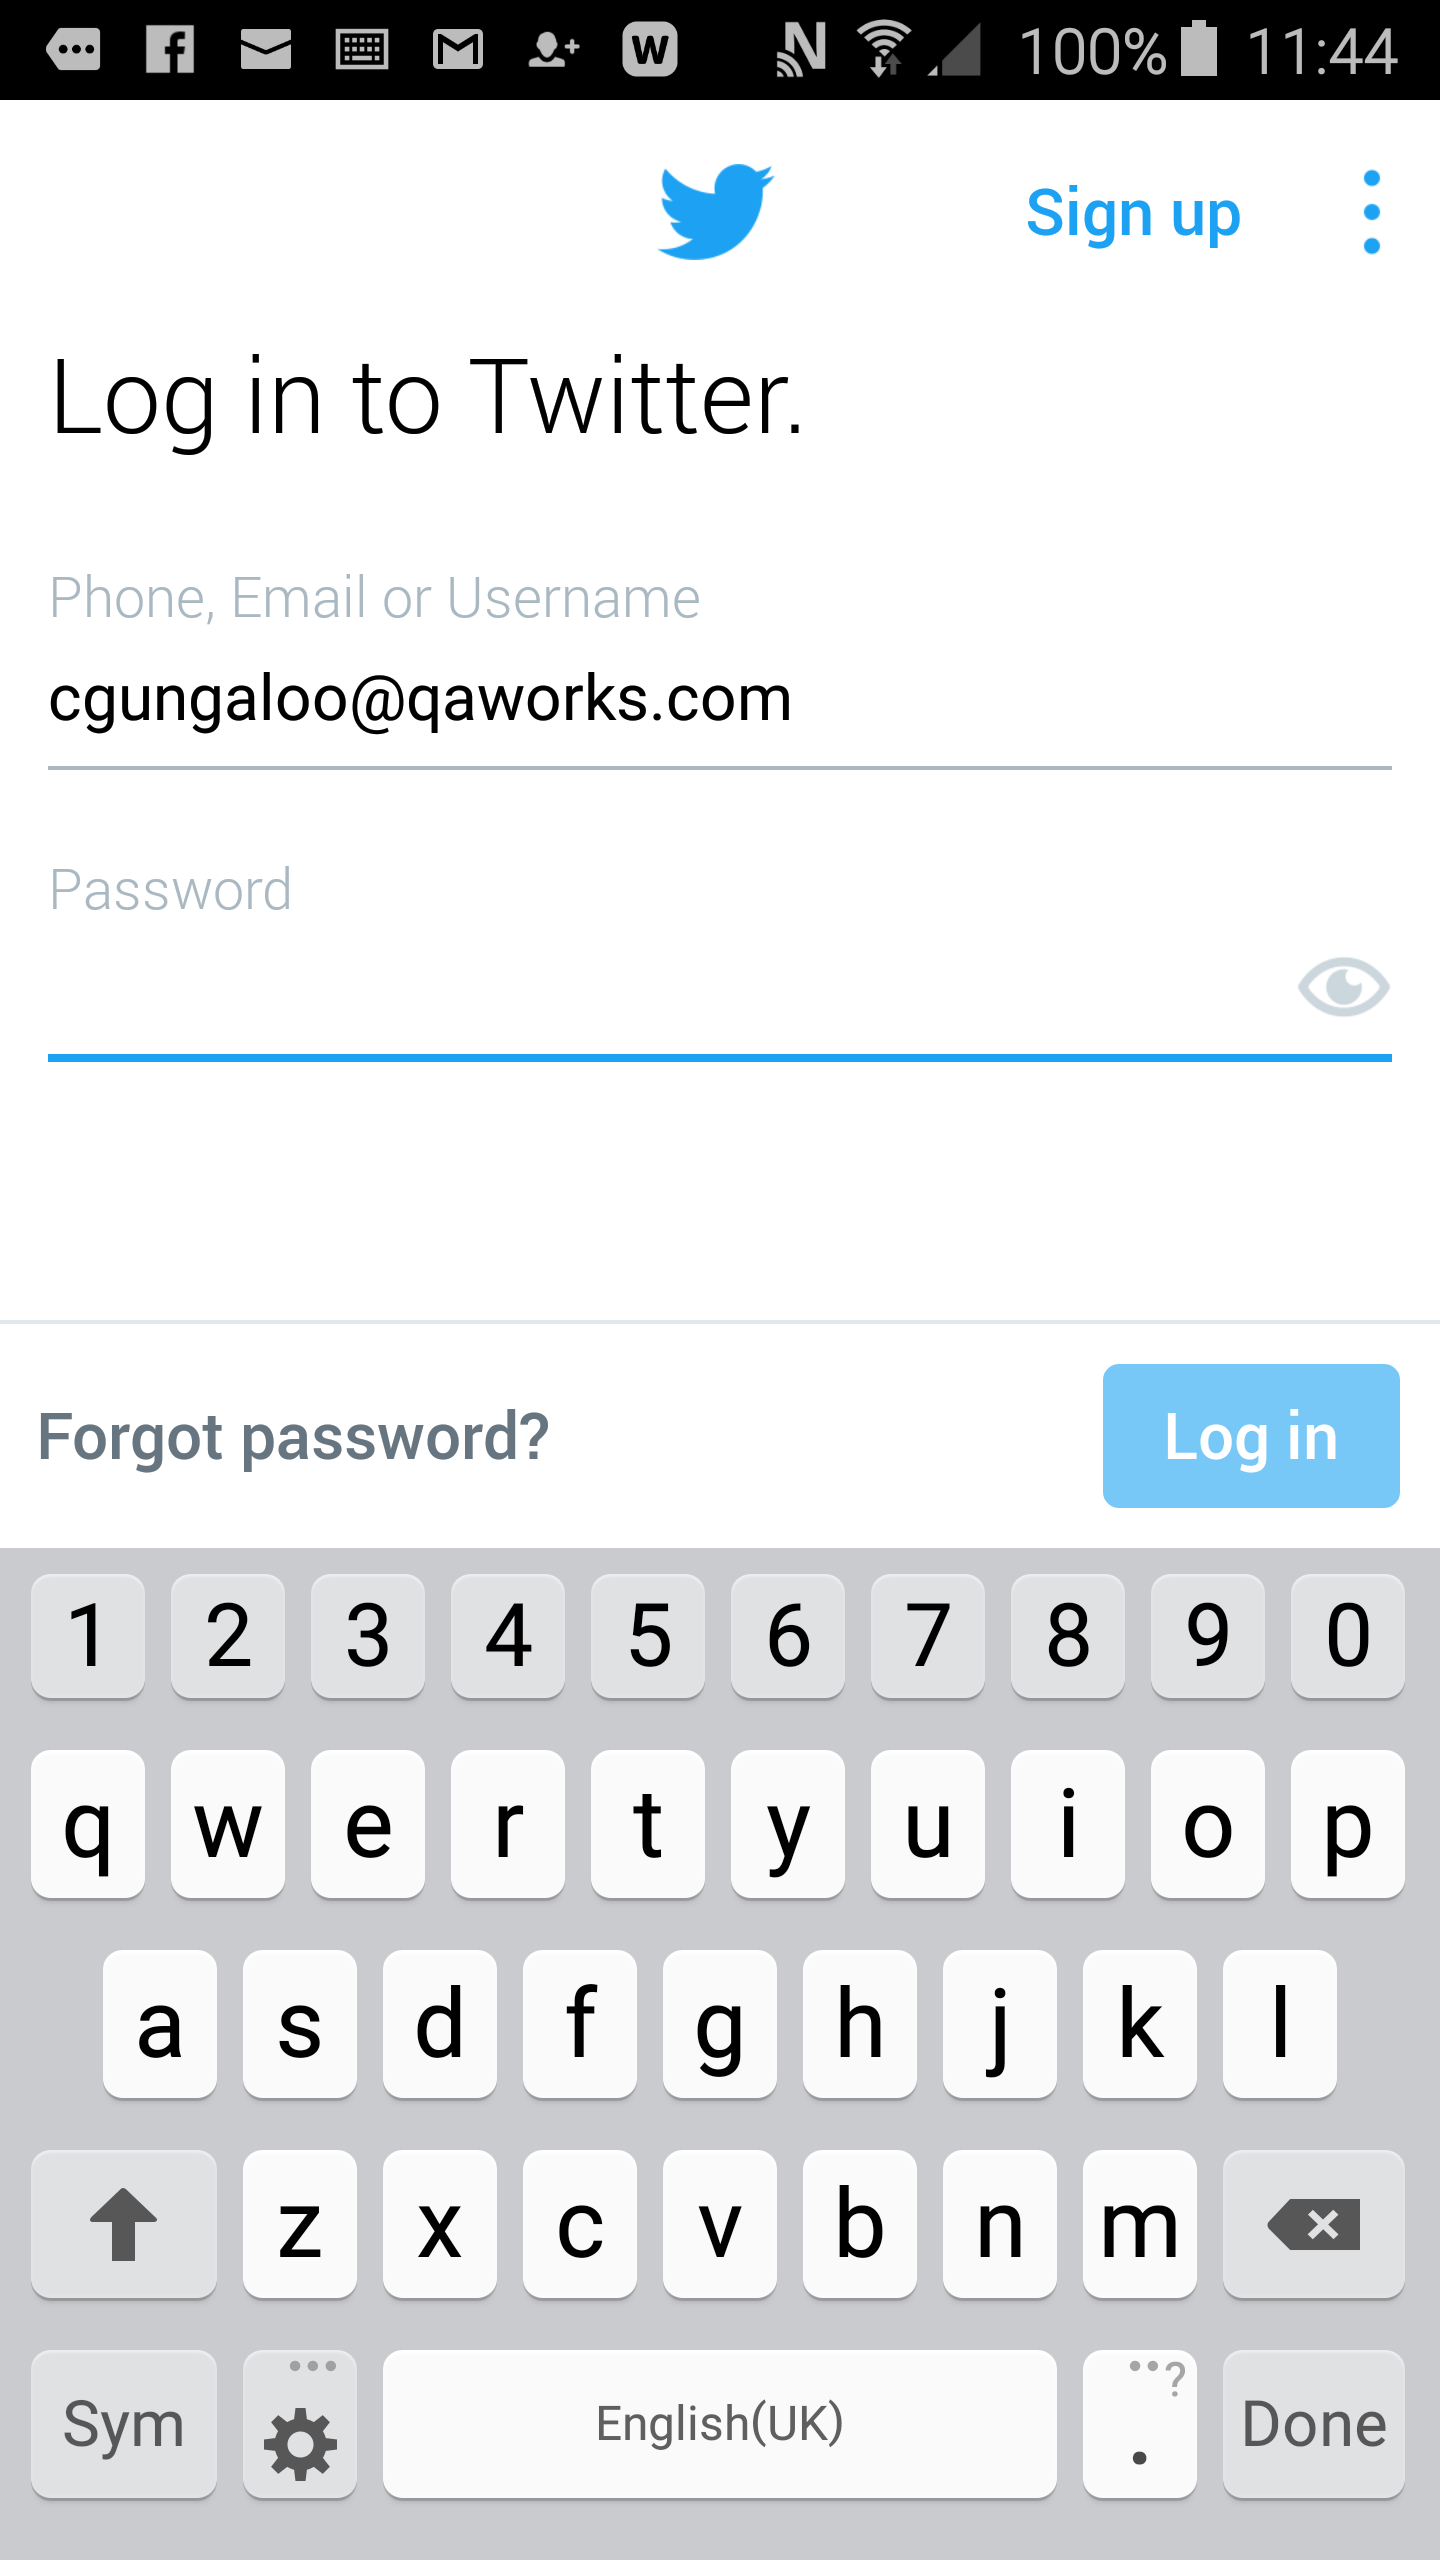 W 100% 11:44
Sign up
Log in to Twitter.
Phone, Email or Username
cgungaloo@qaworks.com
Password
Forgot password?
Log in
1 2 3 4 5 6 7 8 9 0
q w e r t y u i o p
a s d f g h j k l
z x c v b n m
Sym English(UK) . ? Done